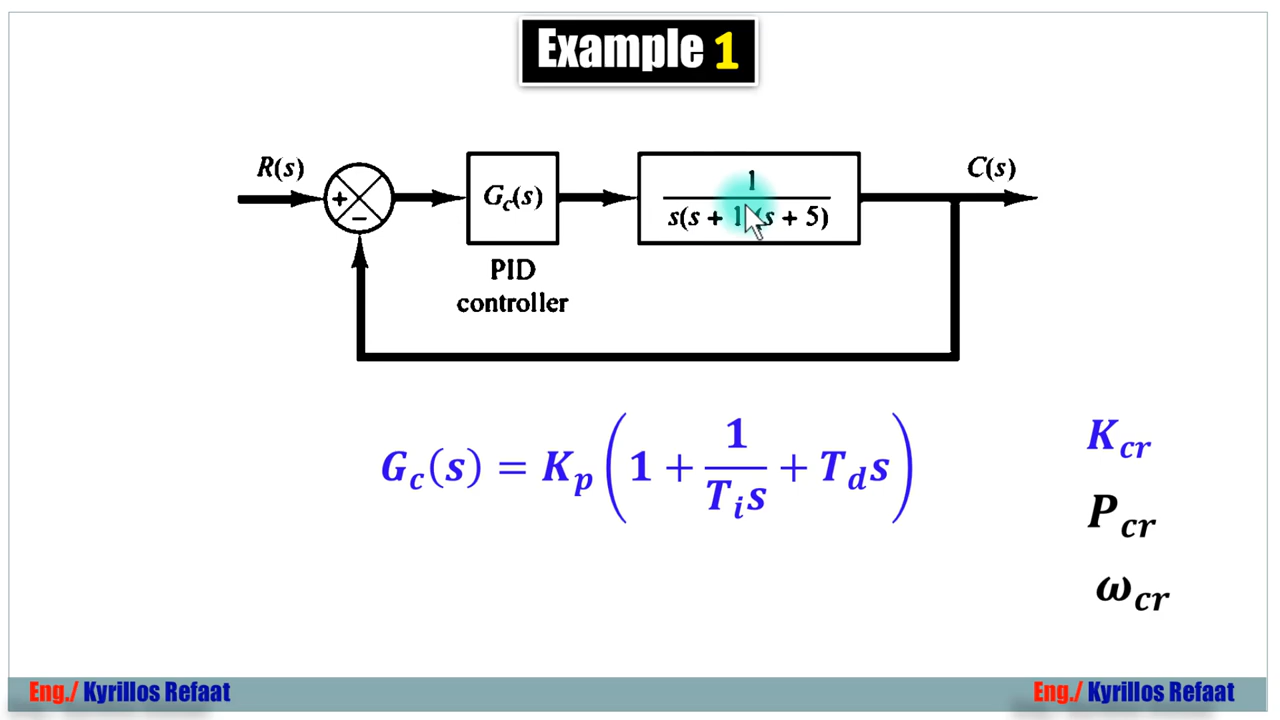 Example 1
R(s)
+
−
G_c(s)
PID
controller
1
s(s + 1)(s + 5)
C(s)
G_c(s) = K_p (1 + 1/(T_i s) + T_d s)
K_cr
P_cr
ω_cr
Eng./ Kyrillos Refaat
Eng./ Kyrillos Refaat